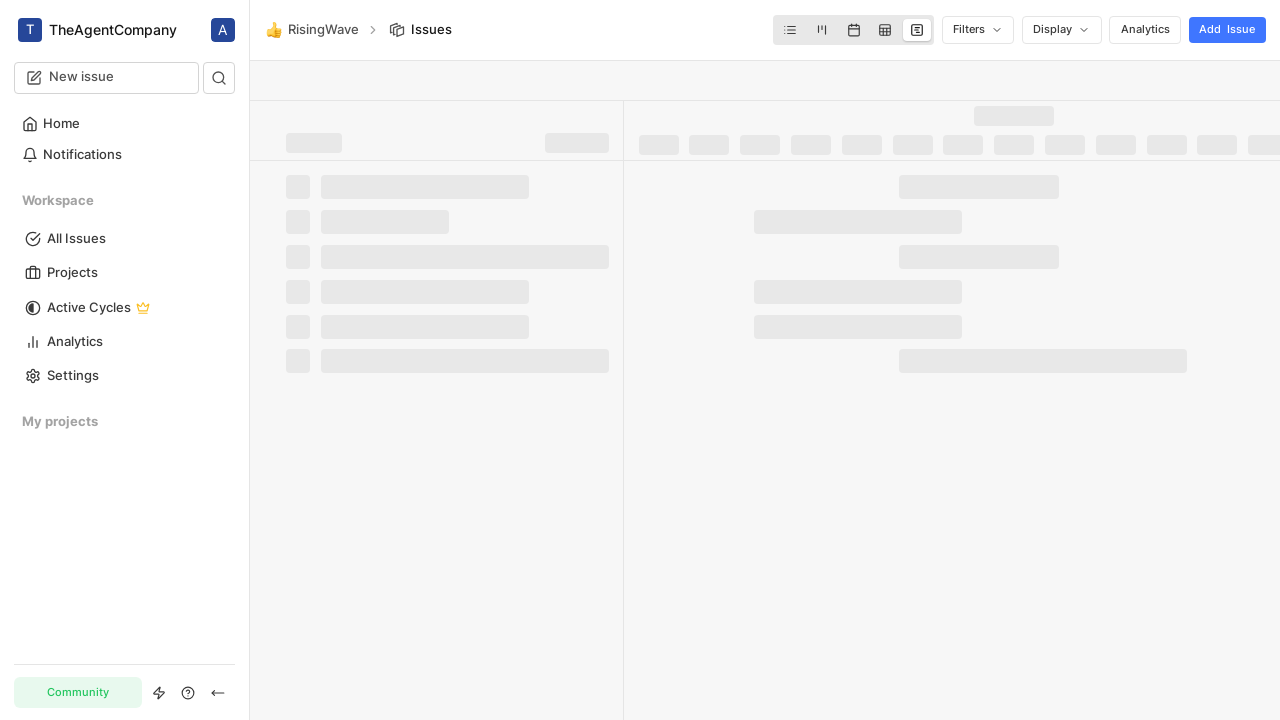 T TheAgentCompany A
👍 RisingWave Issues
Filters Display Analytics Add Issue
New issue
Home
Notifications
Workspace
All Issues
Projects
Active Cycles
Analytics
Settings
My projects
Community